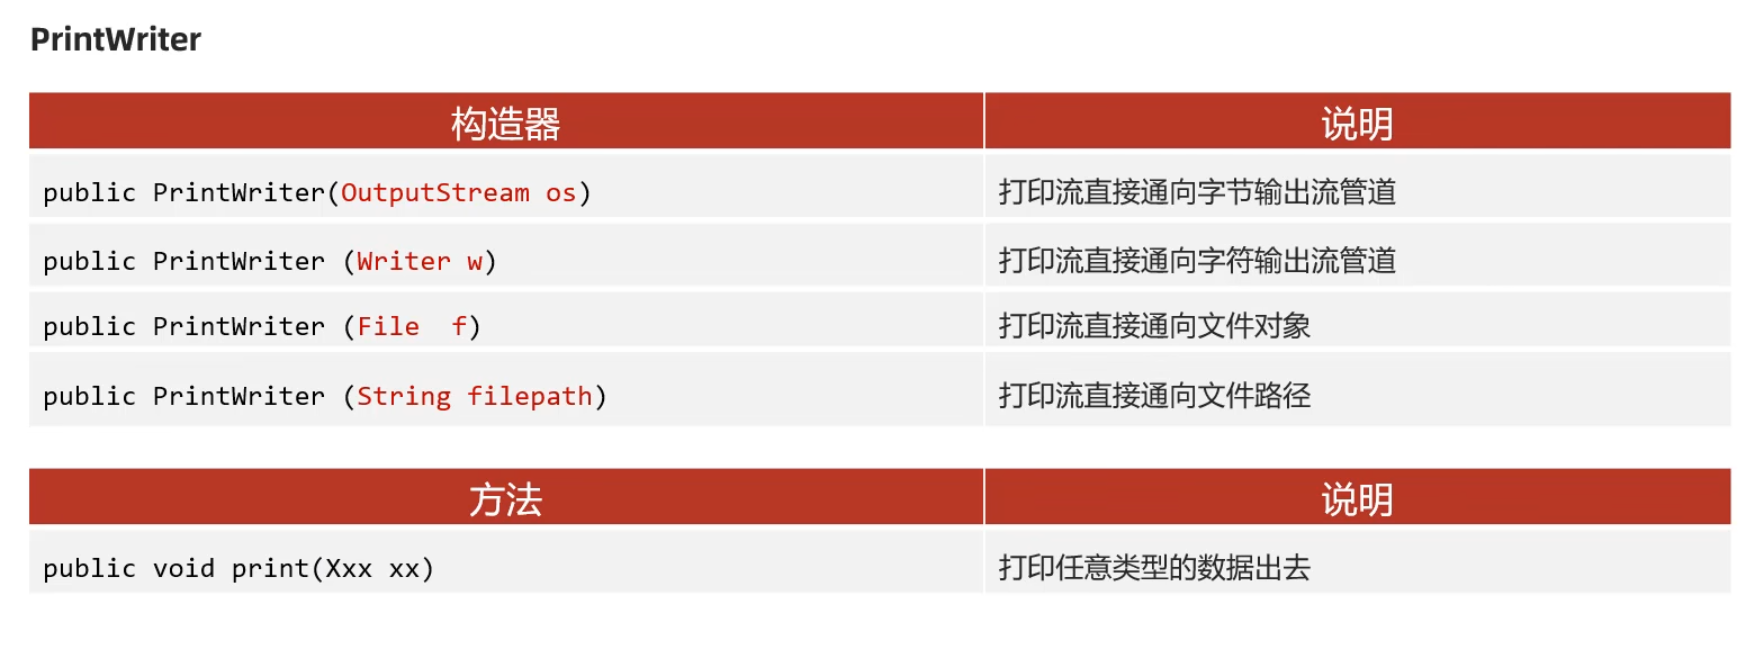 PrintWriter
构造器 说明
public PrintWriter(OutputStream os) 打印流直接通向字节输出流管道
public PrintWriter (Writer w) 打印流直接通向字符输出流管道
public PrintWriter (File  f) 打印流直接通向文件对象
public PrintWriter (String filepath) 打印流直接通向文件路径
方法 说明
public void print(Xxx xx) 打印任意类型的数据出去